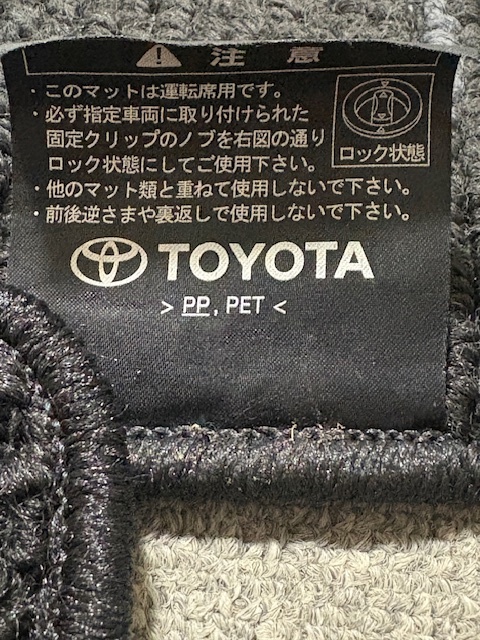 注意
・このマットは運転席用です。
・必ず指定車両に取り付けられた
固定クリップのノブを右図の通り
ロック状態にしてご使用下さい。
ロック状態
・他のマット類と重ねて使用しないで下さい。
・前後逆さまや裏返しで使用しないで下さい。
TOYOTA
> PP, PET <